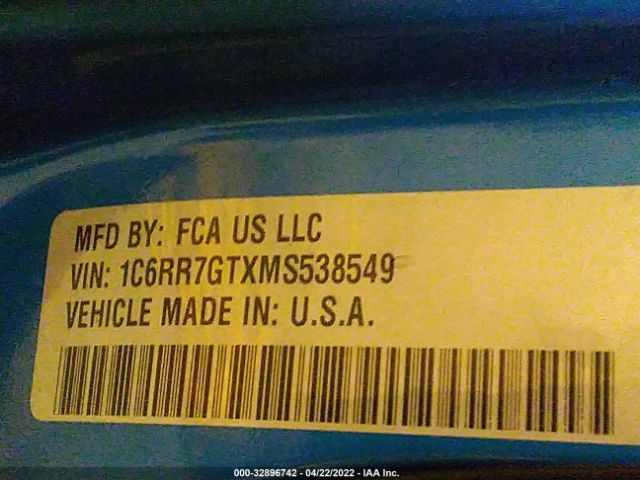 MFD BY: FCA US LLC
VIN: 1C6RR7GTXMS538549
VEHICLE MADE IN: U.S.A.
000-32896742 - 04/22/2022 - IAA Inc.